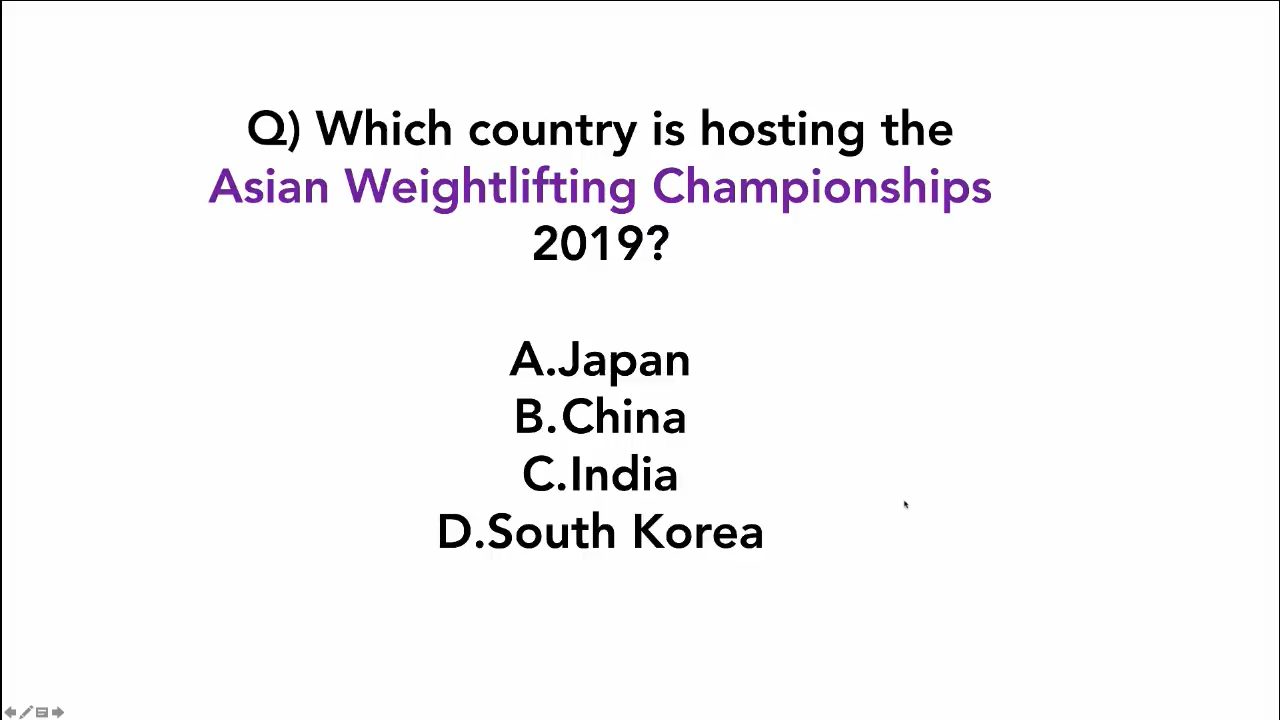 Q) Which country is hosting the
Asian Weightlifting Championships
2019?
A.Japan
B.China
C.India
D.South Korea